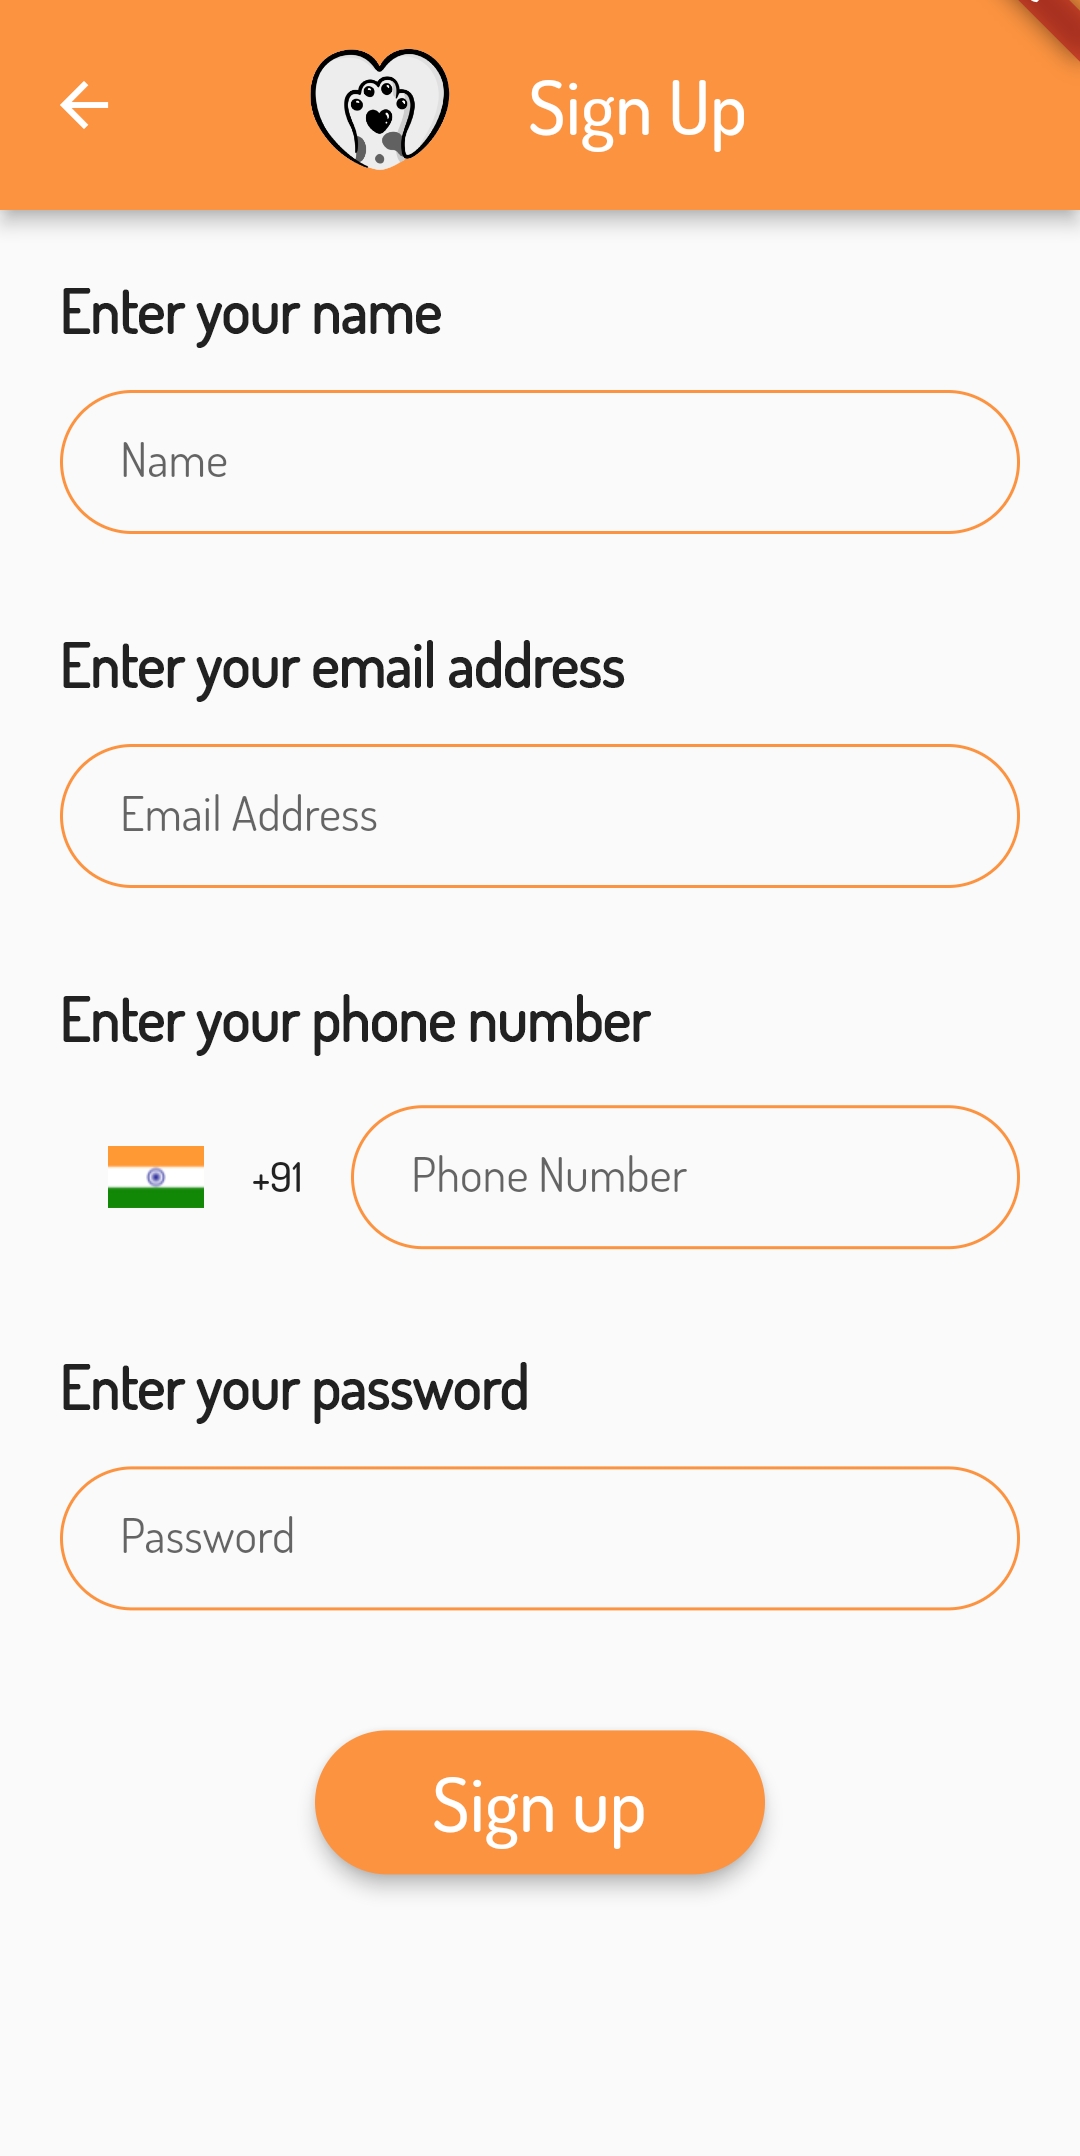 Sign Up
Enter your name
Name
Enter your email address
Email Address
Enter your phone number
+91 Phone Number
Enter your password
Password
Sign up